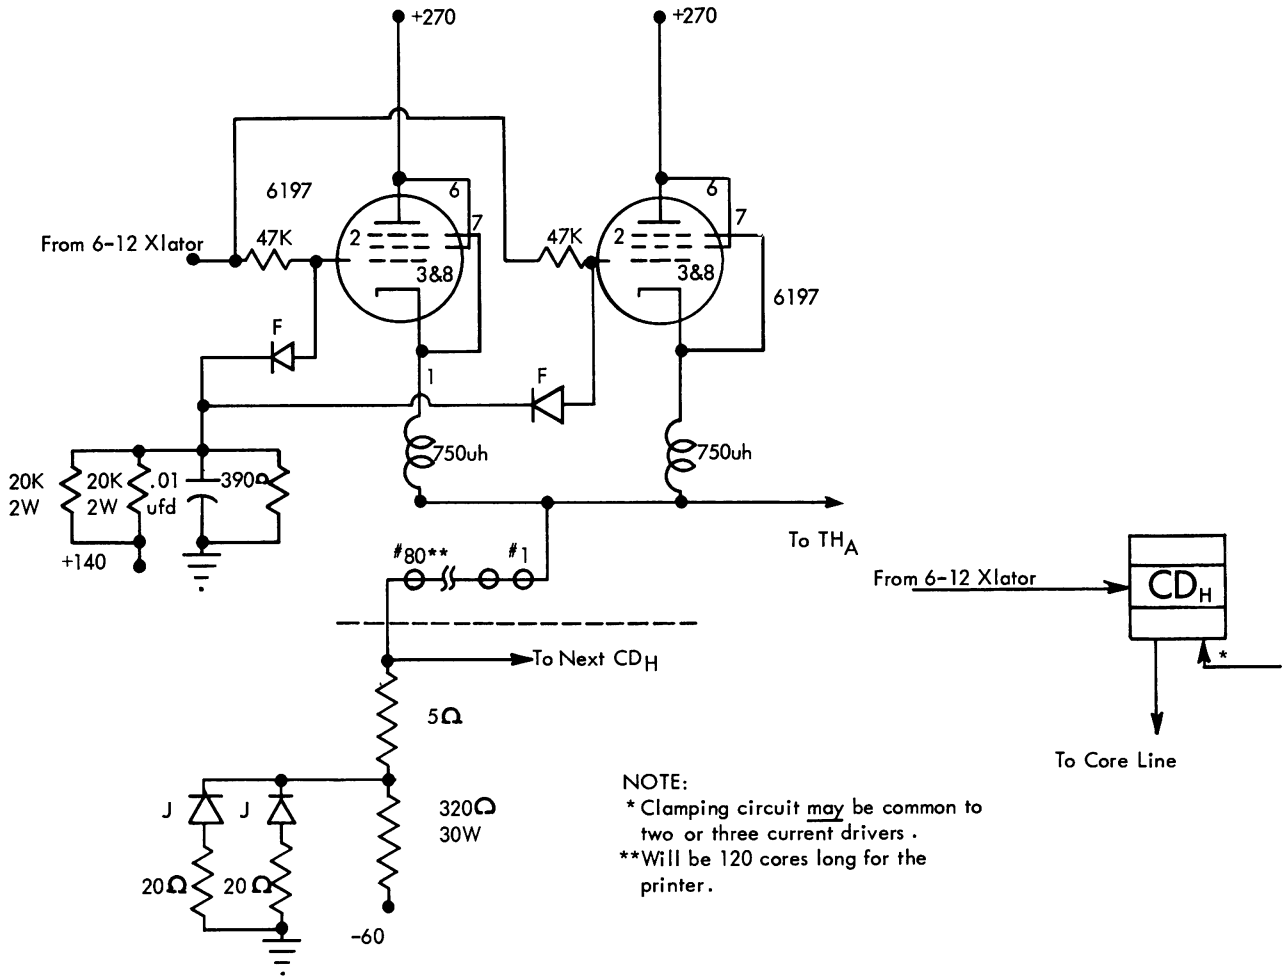 +270
+270
6197
6
7
2
From 6-12 Xlator
47K
3&8
47K
2
6
7
3&8
6197
F
F
1
750uh
750uh
20K
2W
20K
2W
.01
ufd
390Ω
+140
To THA
#80**
#1
From 6-12 Xlator
CDH
*
To Next CDH
5Ω
To Core Line
J
J
320Ω
30W
20Ω
20Ω
-60
NOTE:
* Clamping circuit may be common to
two or three current drivers.
**Will be 120 cores long for the
printer.